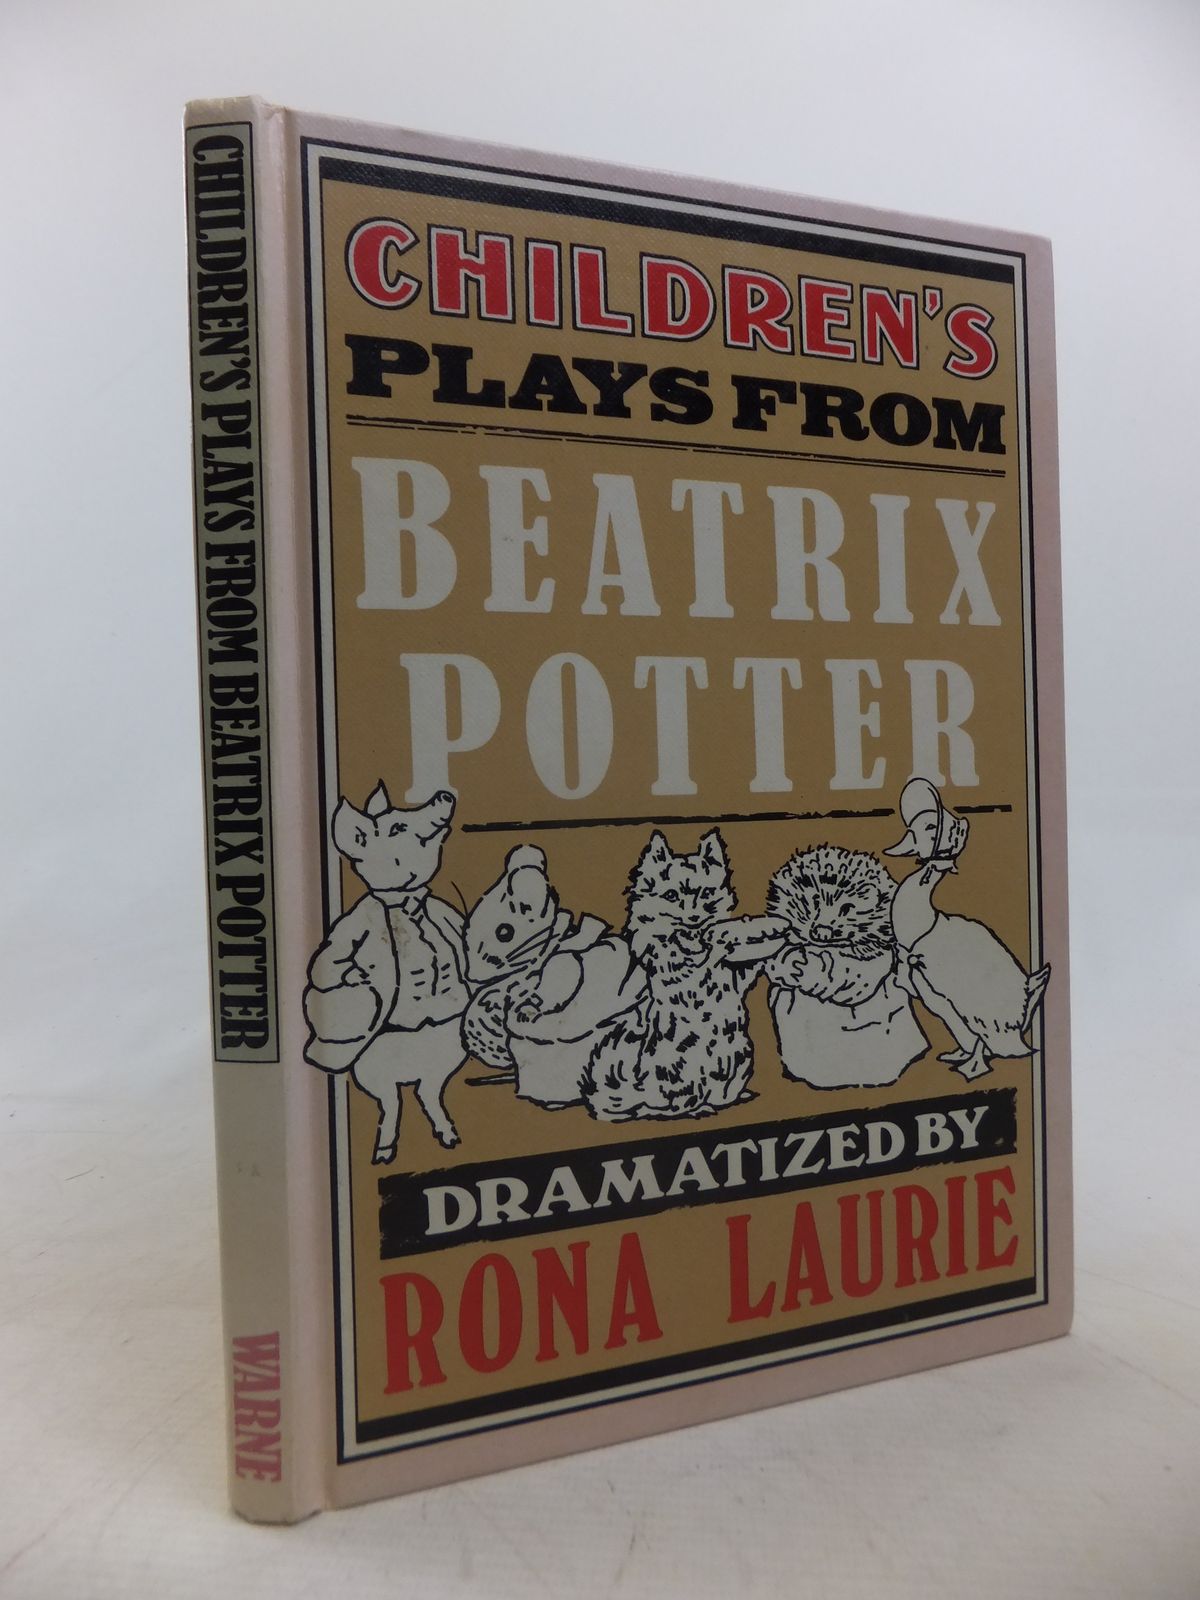 CHILDREN'S PLAYS FROM BEATRIX POTTER
WARNE
CHILDREN'S
PLAYS FROM
BEATRIX
POTTER
DRAMATIZED BY
RONA LAURIE